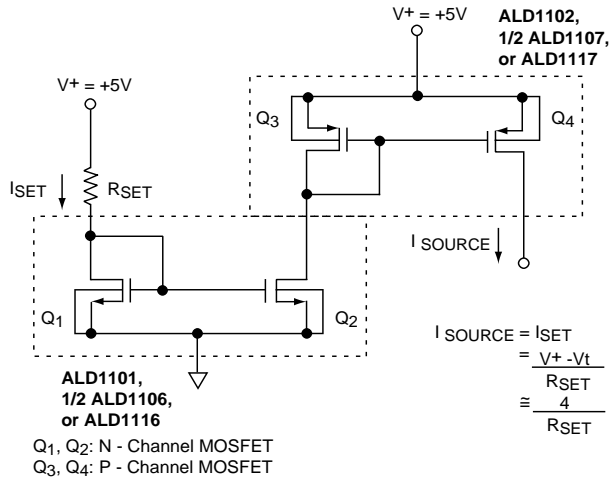 V+ = +5V
ALD1102,
1/2 ALD1107,
or ALD1117
V+ = +5V
Q3
Q4
ISET
RSET
I SOURCE
Q1
Q2
I SOURCE = ISET
= V+ -Vt
RSET
≅ 4
RSET
ALD1101,
1/2 ALD1106,
or ALD1116
Q1, Q2: N - Channel MOSFET
Q3, Q4: P - Channel MOSFET